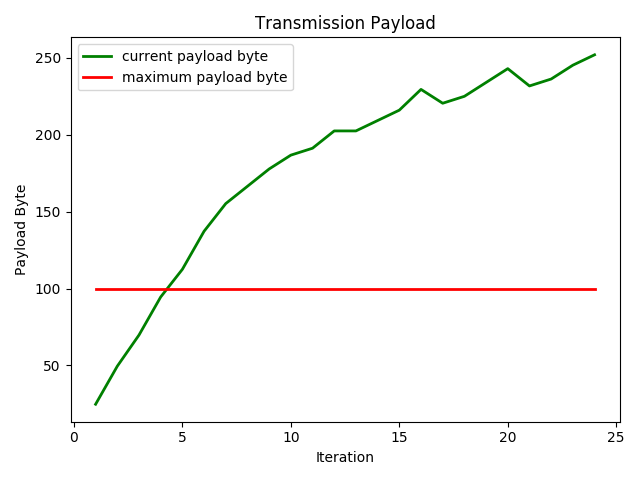 Transmission Payload
current payload byte
maximum payload byte
Payload Byte
250
200
150
100
50
0 5 10 15 20 25
Iteration